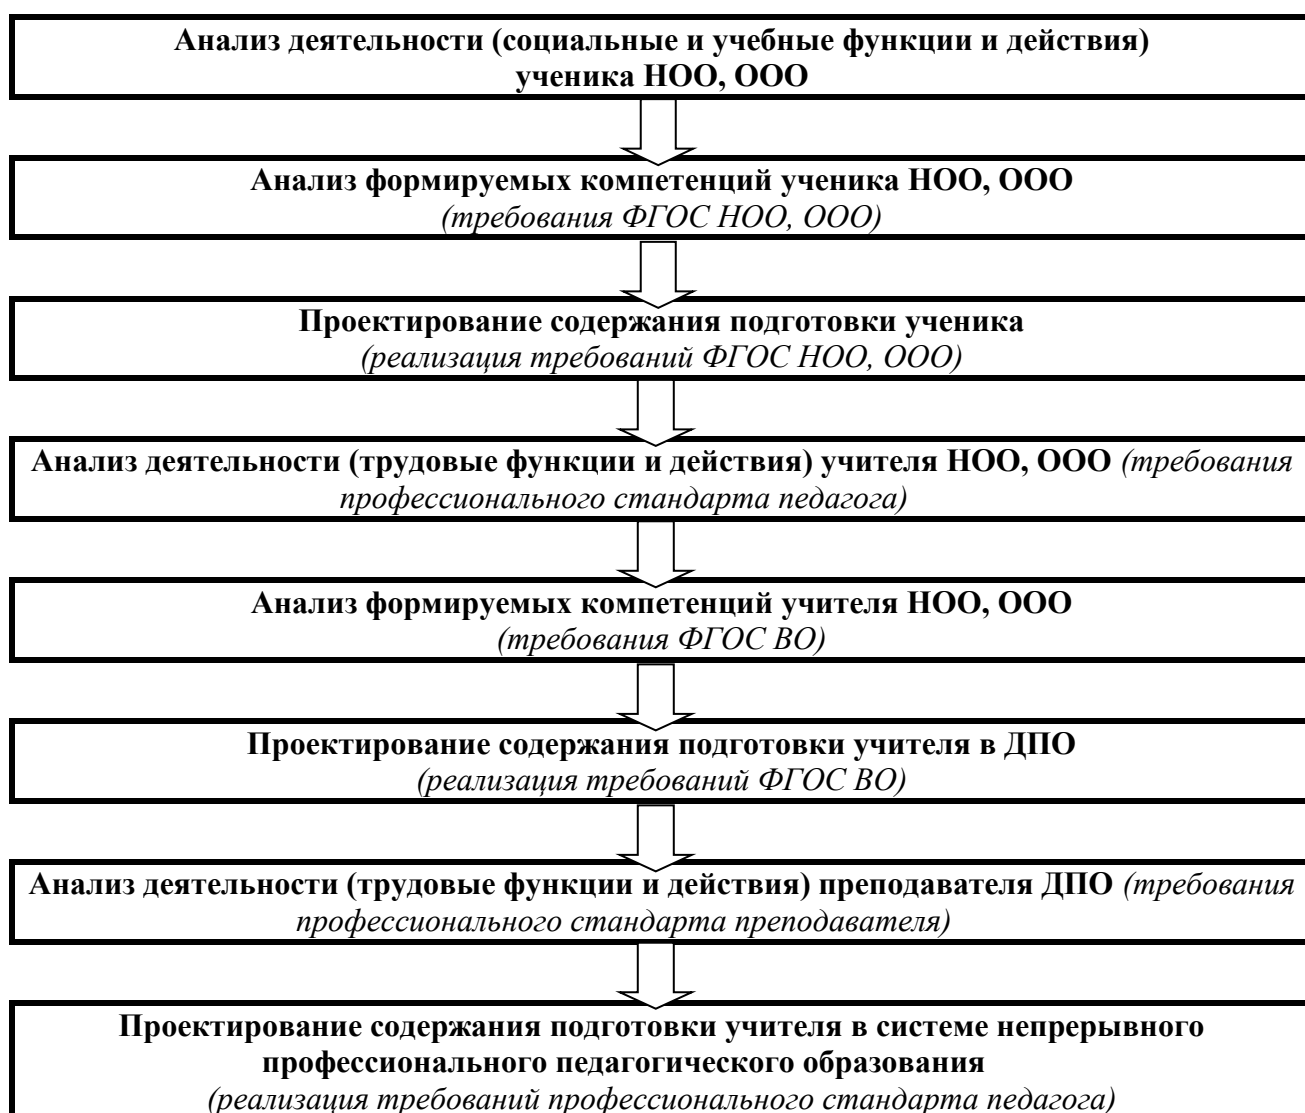 Анализ деятельности (социальные и учебные функции и действия)
ученика НОО, ООО
Анализ формируемых компетенций ученика НОО, ООО
(требования ФГОС НОО, ООО)
Проектирование содержания подготовки ученика
(реализация требований ФГОС НОО, ООО)
Анализ деятельности (трудовые функции и действия) учителя НОО, ООО (требования
профессионального стандарта педагога)
Анализ формируемых компетенций учителя НОО, ООО
(требования ФГОС ВО)
Проектирование содержания подготовки учителя в ДПО
(реализация требований ФГОС ВО)
Анализ деятельности (трудовые функции и действия) преподавателя ДПО (требования
профессионального стандарта преподавателя)
Проектирование содержания подготовки учителя в системе непрерывного
профессионального педагогического образования
(реализация требований профессионального стандарта педагога)